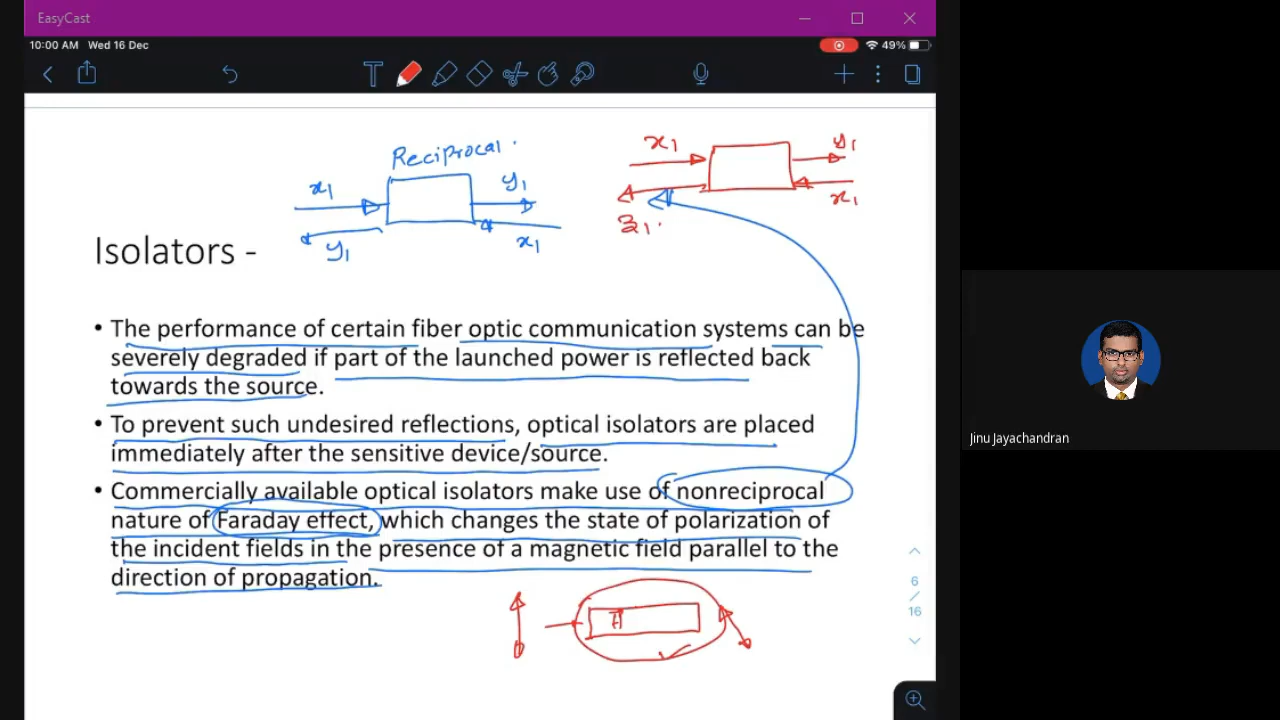 EasyCast
10:00 AM Wed 16 Dec
49%
Reciprocal.
x1
y1
y1
x1
x1
y1
x1
z1.
Isolators -
• The performance of certain fiber optic communication systems can be
severely degraded if part of the launched power is reflected back
towards the source.
• To prevent such undesired reflections, optical isolators are placed
immediately after the sensitive device/source.
• Commercially available optical isolators make use of nonreciprocal
nature of Faraday effect, which changes the state of polarization of
the incident fields in the presence of a magnetic field parallel to the
direction of propagation.
6
/
16
Jinu Jayachandran